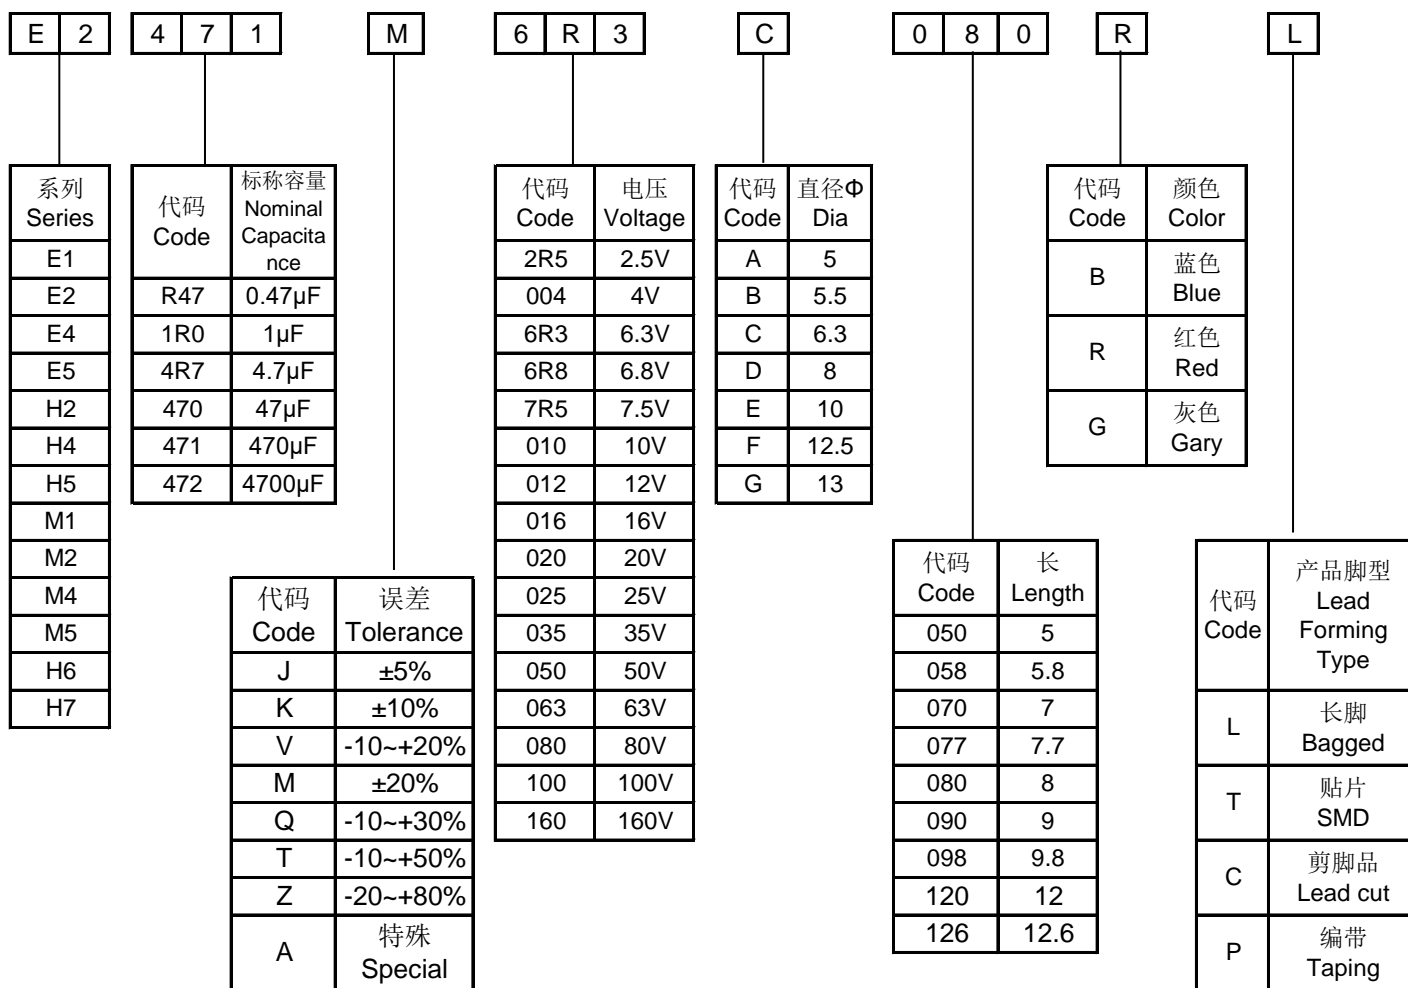 E 2 4 7 1 M 6 R 3 C 0 8 0 R L
系列
Series
E1
E2
E4
E5
H2
H4
H5
M1
M2
M4
M5
H6
H7
代码 标称容量
Code Nominal
Capacita
nce
R47 0.47µF
1R0 1µF
4R7 4.7µF
470 47µF
471 470µF
472 4700µF
代码 误差
Code Tolerance
J ±5%
K ±10%
V -10~+20%
M ±20%
Q -10~+30%
T -10~+50%
Z -20~+80%
A 特殊
Special
代码 电压
Code Voltage
2R5 2.5V
004 4V
6R3 6.3V
6R8 6.8V
7R5 7.5V
010 10V
012 12V
016 16V
020 20V
025 25V
035 35V
050 50V
063 63V
080 80V
100 100V
160 160V
代码 直径Φ
Code Dia
A 5
B 5.5
C 6.3
D 8
E 10
F 12.5
G 13
代码 长
Code Length
050 5
058 5.8
070 7
077 7.7
080 8
090 9
098 9.8
120 12
126 12.6
代码 颜色
Code Color
B 蓝色
Blue
R 红色
Red
G 灰色
Gary
代码 产品脚型
Code Lead
Forming
Type
L 长脚
Bagged
T 贴片
SMD
C 剪脚品
Lead cut
P 编带
Taping